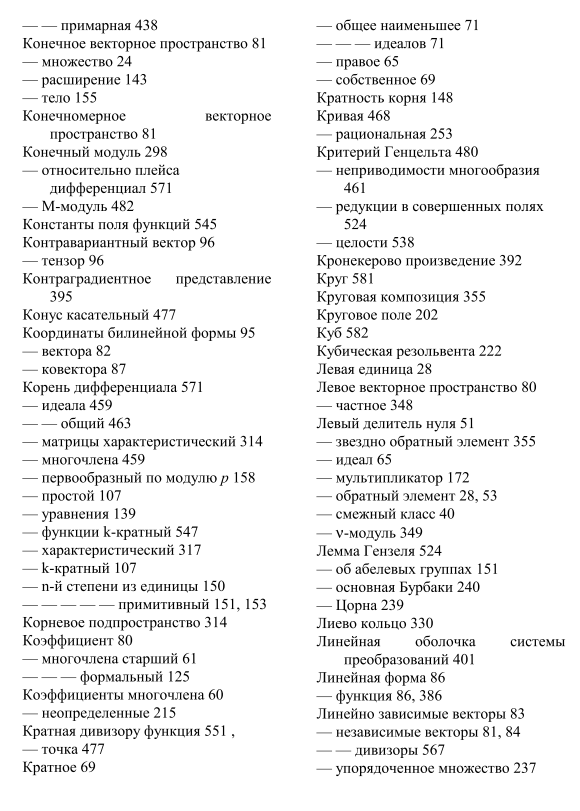 — — примарная 438
Конечное векторное пространство 81
— множество 24
— расширение 143
— тело 155
Конечномерное векторное
пространство 81
Конечный модуль 298
— относительно плейса
дифференциал 571
— M-модуль 482
Константы поля функций 545
Контравариантный вектор 96
— тензор 96
Контраградиентное представление
395
Конус касательный 477
Координаты билинейной формы 95
— вектора 82
— ковектора 87
Корень дифференциала 571
— идеала 459
— — общий 463
— матрицы характеристический 314
— многочлена 459
— первообразный по модулю p 158
— простой 107
— уравнения 139
— функции k-кратный 547
— характеристический 317
— k-кратный 107
— n-й степени из единицы 150
— — — — — примитивный 151, 153
Корневое подпространство 314
Коэффициент 80
— многочлена старший 61
— — — формальный 125
Коэффициенты многочлена 60
— неопределенные 215
Кратная дивизору функция 551 ,
— точка 477
Кратное 69
— общее наименьшее 71
— — — идеалов 71
— правое 65
— собственное 69
Кратность корня 148
Кривая 468
— рациональная 253
Критерий Генцельта 480
— неприводимости многообразия
461
— редукции в совершенных полях
524
— целости 538
Кронекерово произведение 392
Круг 581
Круговая композиция 355
Круговое поле 202
Куб 582
Кубическая резольвента 222
Левая единица 28
Левое векторное пространство 80
— частное 348
Левый делитель нуля 51
— звездно обратный элемент 355
— идеал 65
— мультипликатор 172
— обратный элемент 28, 53
— смежный класс 40
— ν-модуль 349
Лемма Гензеля 524
— об абелевых группах 151
— основная Бурбаки 240
— Цорна 239
Лиево кольцо 330
Линейная оболочка системы
преобразований 401
Линейная форма 86
— функция 86, 386
Линейно зависимые векторы 83
— независимые векторы 81, 84
— — дивизоры 567
— упорядоченное множество 237